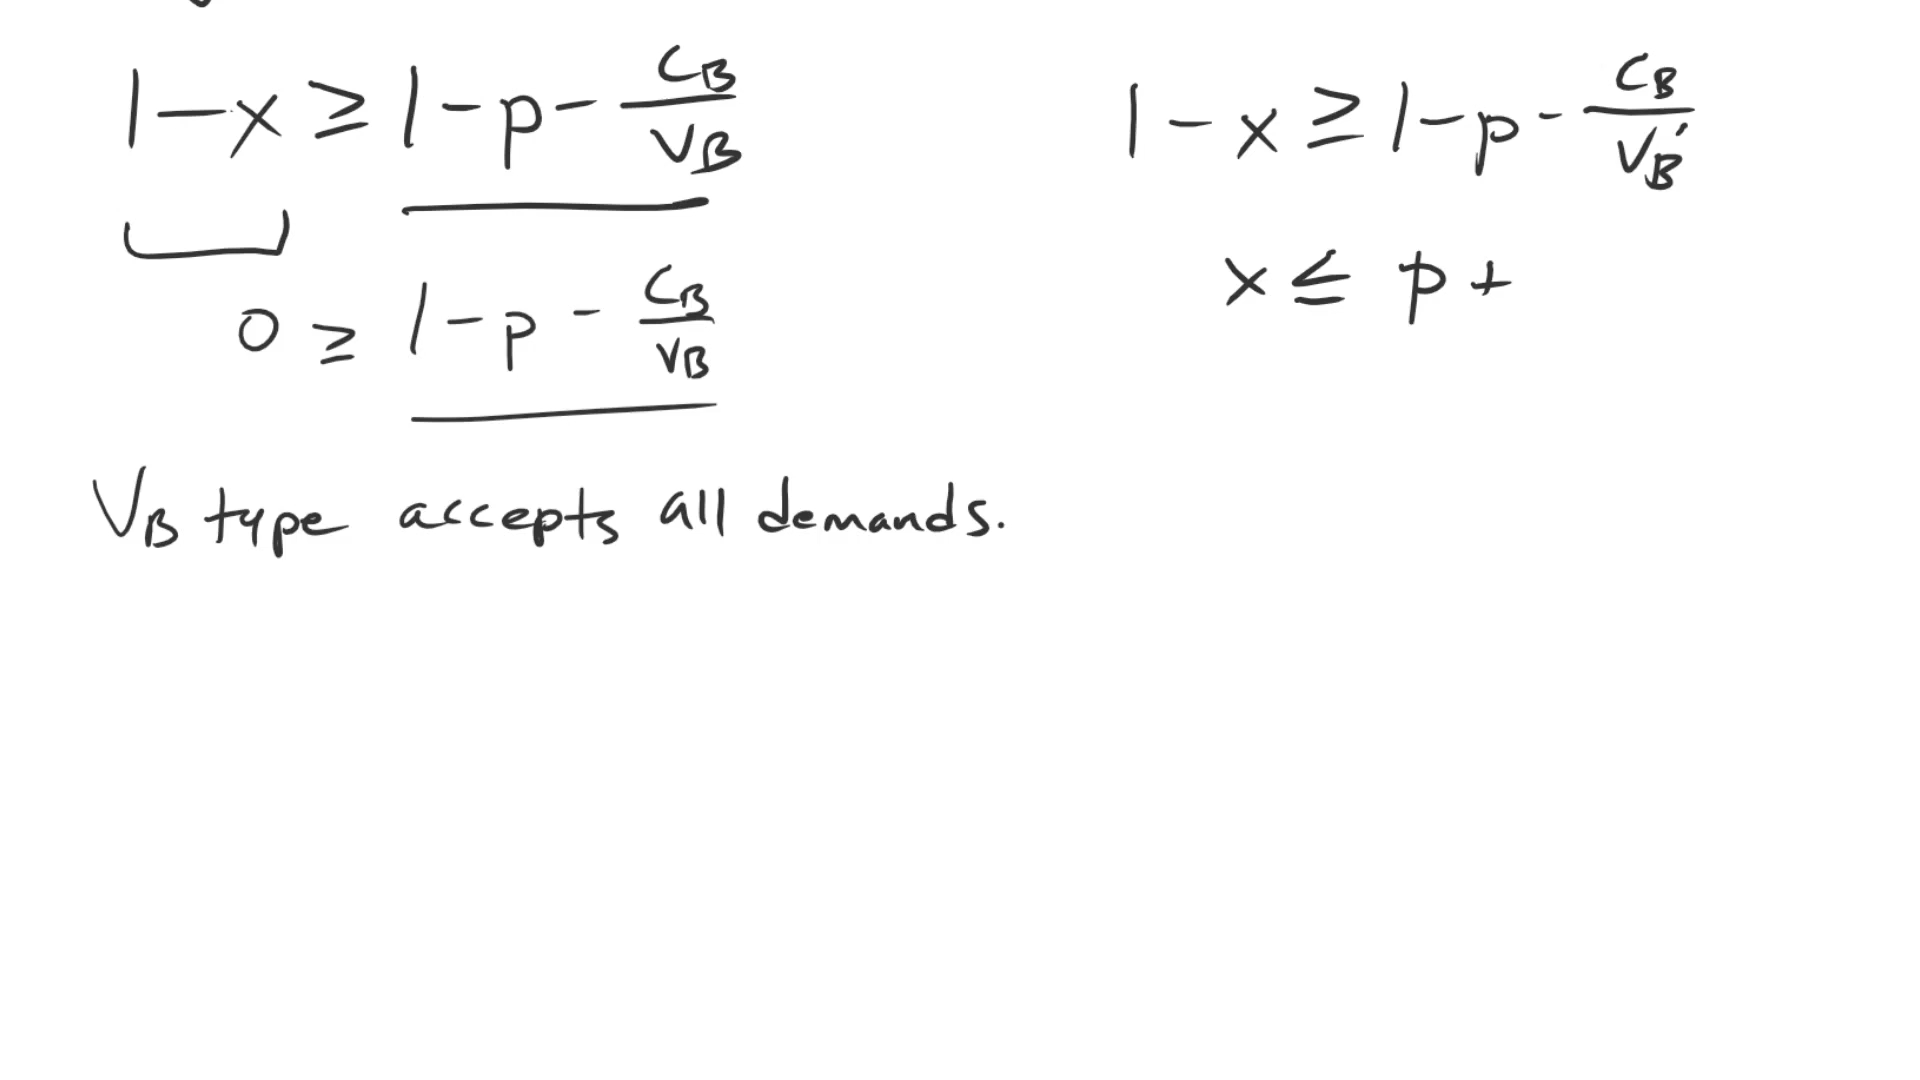 1-x ≥ 1-p- C_B/V_B
0 ≥ 1-p- C_B/V_B
V_B type accepts all demands.
1-x ≥ 1-p- C_B/V_B'
x ≤ p+